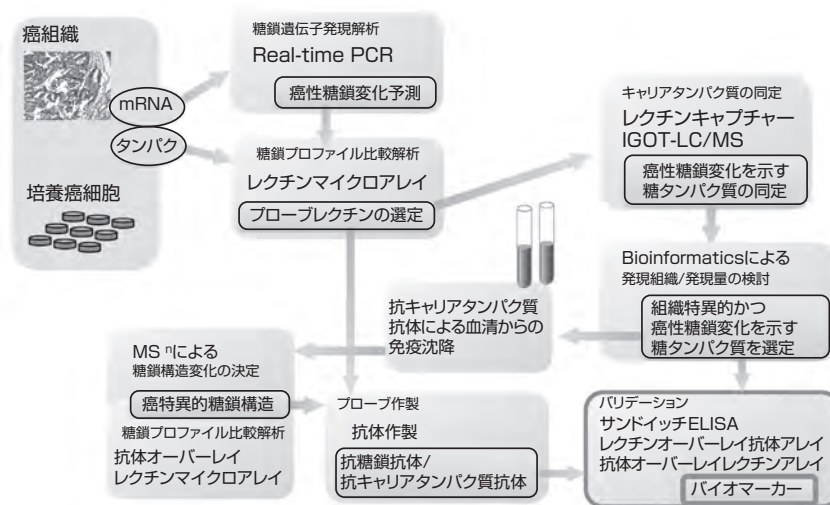 癌組織
mRNA
タンパク
培養癌細胞
糖鎖遺伝子発現解析
Real-time PCR
癌性糖鎖変化予測
糖鎖プロファイル比較解析
レクチンマイクロアレイ
プローブレクチンの選定
キャリアタンパク質の同定
レクチンキャプチャー
IGOT-LC/MS
癌性糖鎖変化を示す
糖タンパク質の同定
Bioinformaticsによる
発現組織/発現量の検討
組織特異的かつ
癌性糖鎖変化を示す
糖タンパク質を選定
抗キャリアタンパク質
抗体による血清からの
免疫沈降
MS nによる
糖鎖構造変化の決定
癌特異的糖鎖構造
糖鎖プロファイル比較解析
抗体オーバーレイ
レクチンマイクロアレイ
プローブ作製
抗体作製
抗糖鎖抗体/
抗キャリアタンパク質抗体
バリデーション
サンドイッチELISA
レクチンオーバーレイ抗体アレイ
抗体オーバーレイレクチンアレイ
バイオマーカー